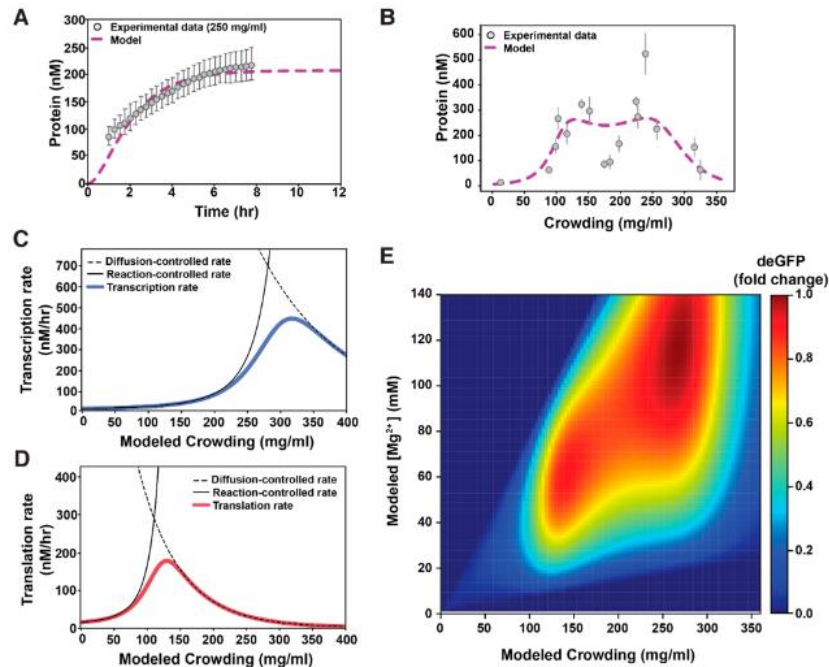 A
Experimental data (250 mg/ml)
Model
Protein
(nM)
300
250
200
150
100
50
0
0 2 4 6 8 10 12
Time (hr)
B
Experimental data
Model
Protein
(nM)
600
500
400
300
200
100
0
0 50 100 150 200 250 300 350
Crowding (mg/ml)
C
Diffusion-controlled rate
Reaction-controlled rate
Transcription rate
Transcription rate
(nM/hr)
700
600
500
400
300
200
100
0 50 100 150 200 250 300 350 400
Modeled Crowding (mg/ml)
D
Diffusion-controlled rate
Reaction-controlled rate
Translation rate
Translation rate
(nM/hr)
400
300
200
100
0
0 50 100 150 200 250 300 350 400
Modeled Crowding (mg/ml)
E
deGFP
(fold change)
Modeled [Mg²⁺] (mM)
140
120
100
80
60
40
20
0
0 50 100 150 200 250 300 350
Modeled Crowding (mg/ml)
1.0
0.8
0.6
0.4
0.2
0.0